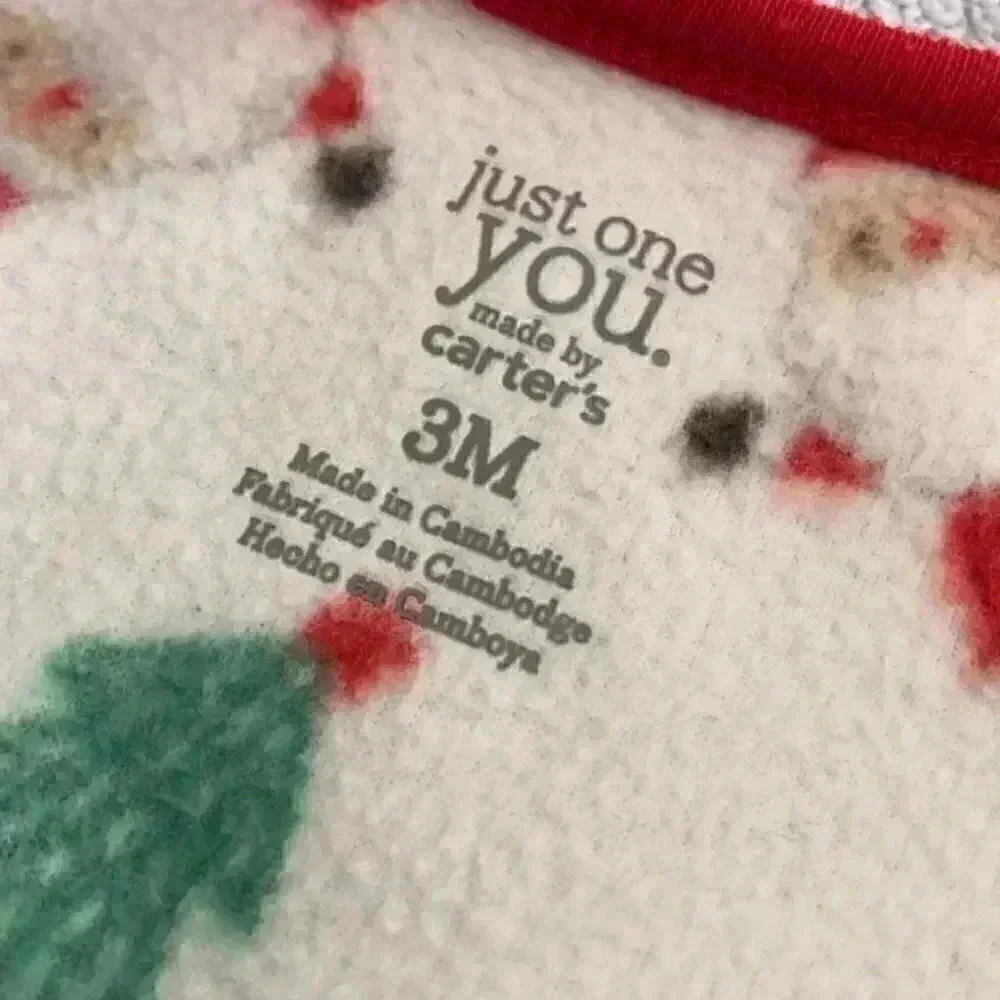 just one
you.
made by
carter's
3M
Made in Cambodia
Fabriqué au Cambodge
Hecho en Camboya